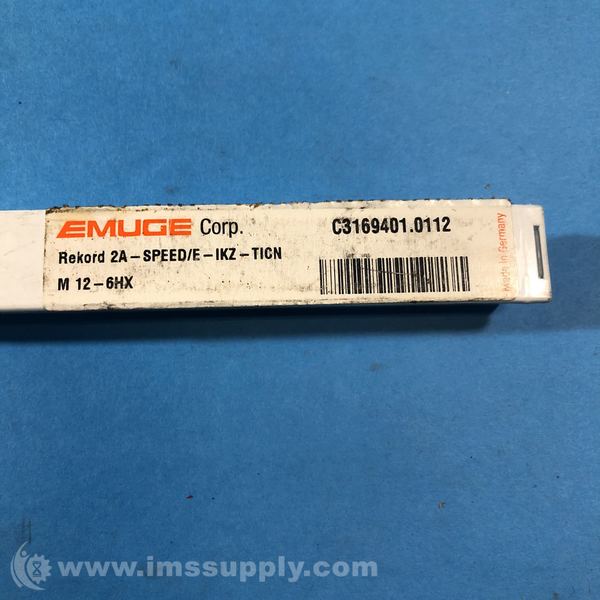 EMUGE Corp.
C3169401.0112
Rekord 2A-SPEED/E-IKZ-TICN
M 12-6HX
Made in Germany
www.imssupply.com